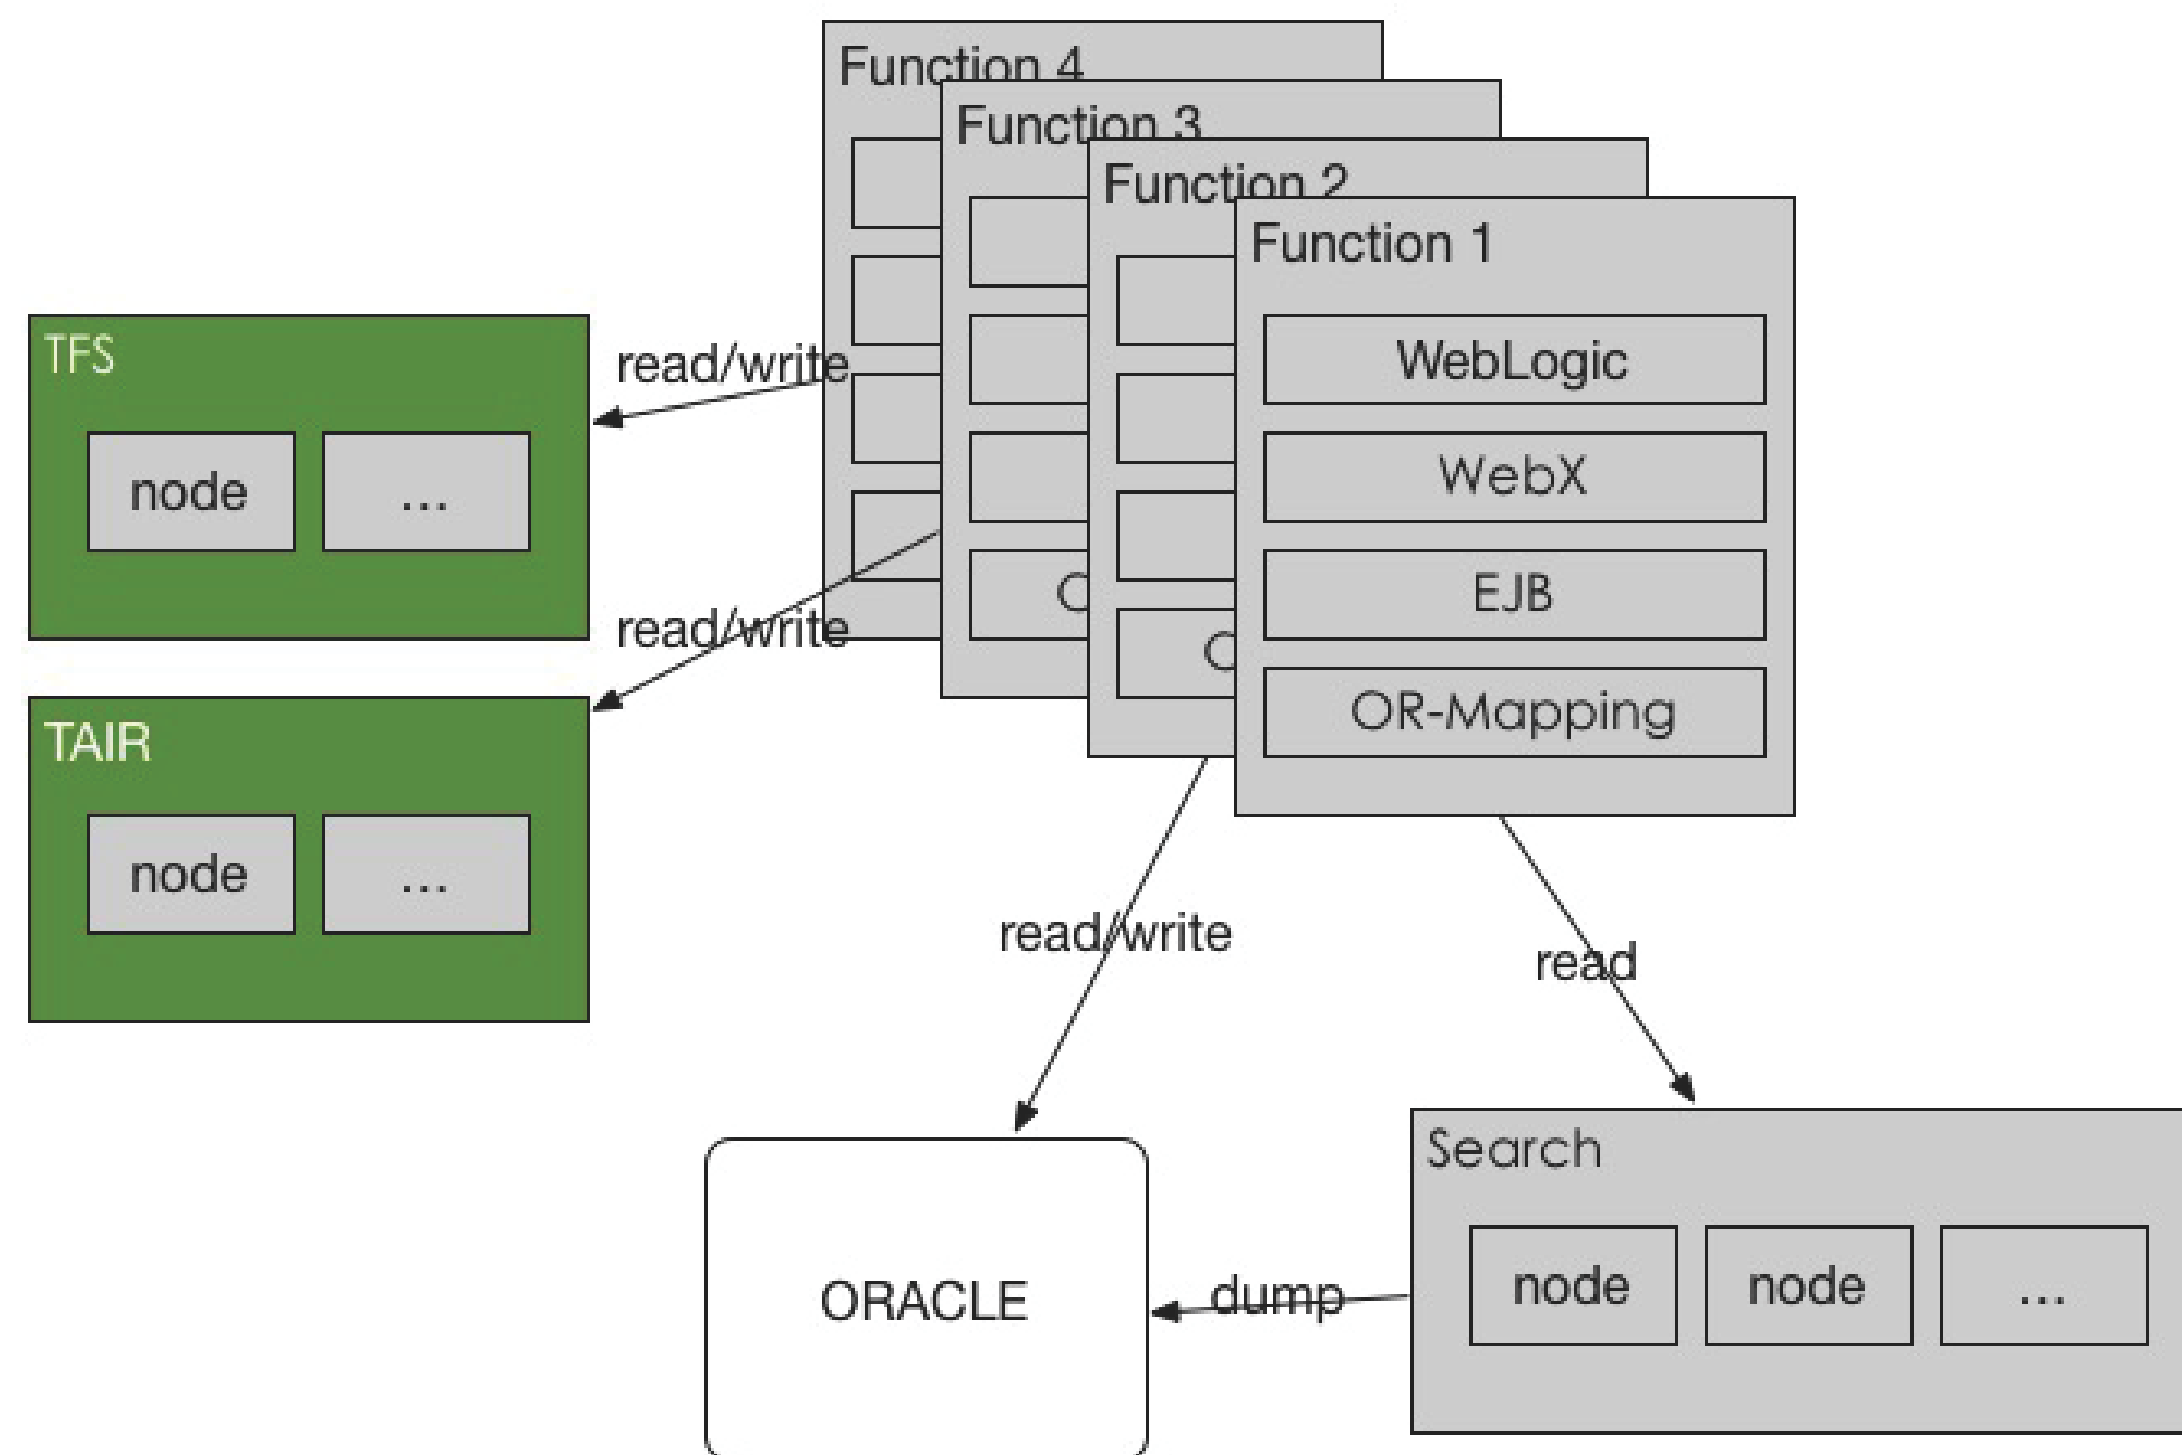 Function 4
Function 3
Function 2
Function 1
WebLogic
WebX
EJB
OR-Mapping
TFS
node
...
read/write
read/write
TAIR
node
...
read/write
read
ORACLE
dump
Search
node
node
...